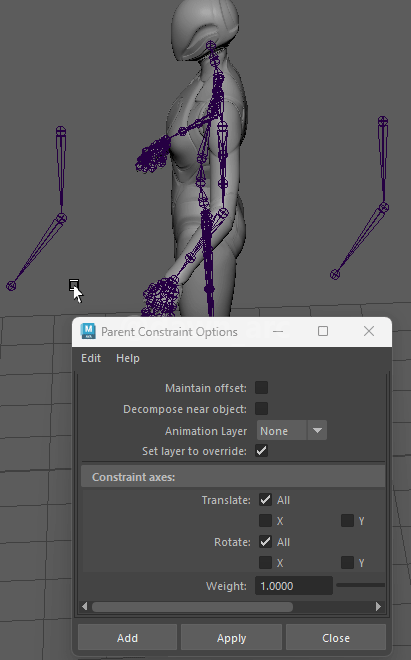 Parent Constraint Options
Edit Help
Maintain offset:
Decompose near object:
Animation Layer None
Set layer to override:
Constraint axes:
Translate: All
X Y
Rotate: All
X Y
Weight: 1.0000
Add Apply Close